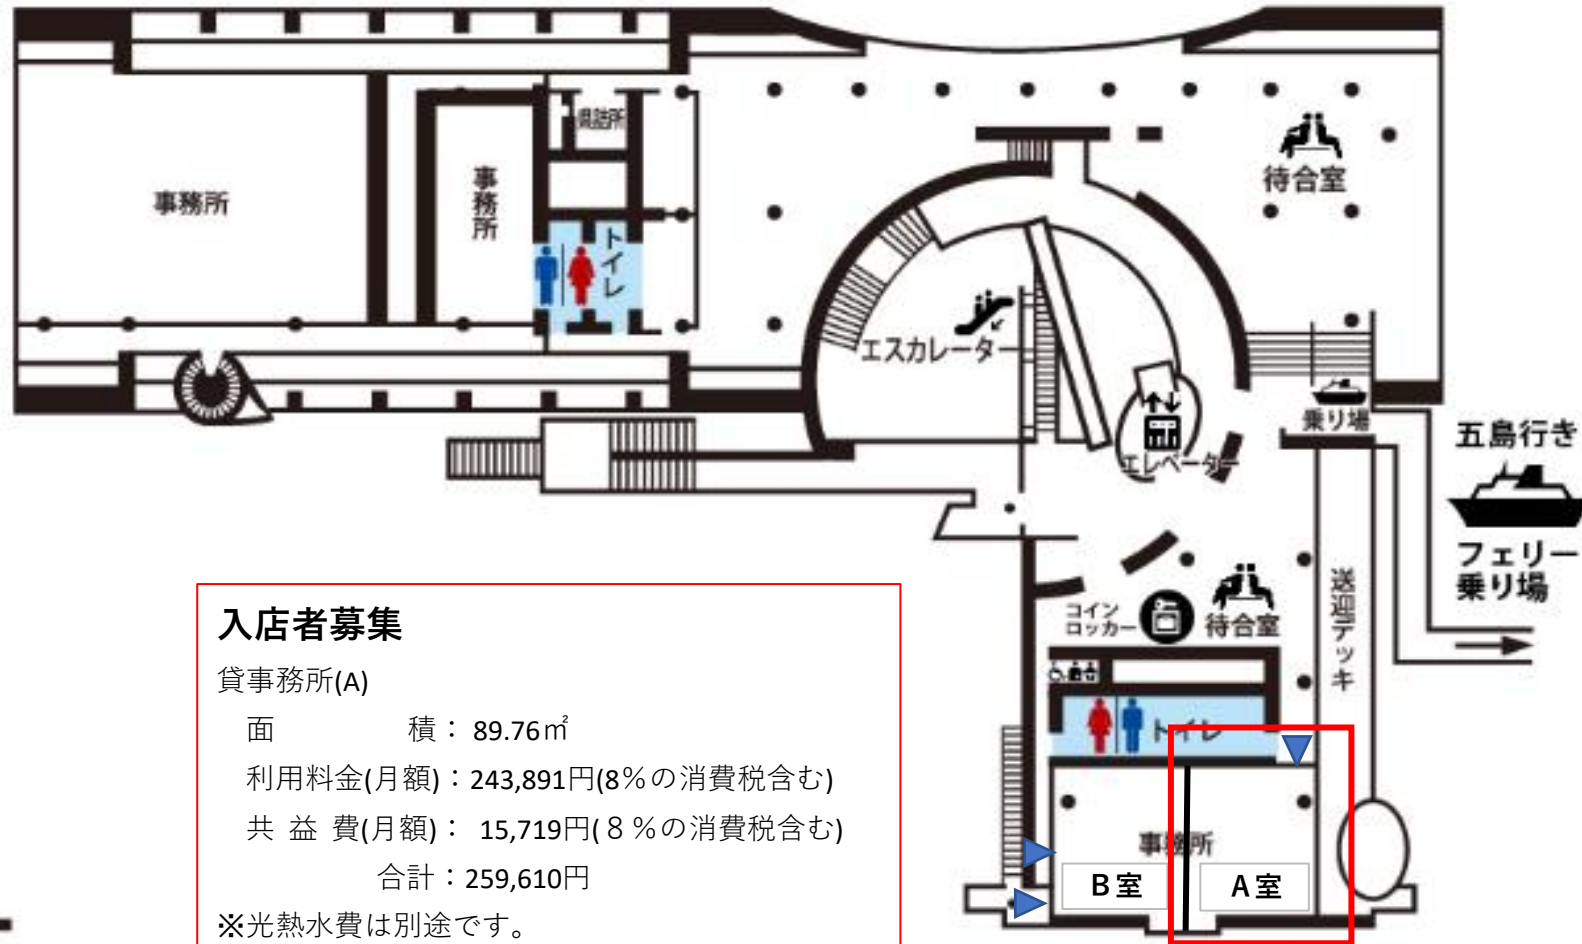 県詰所
待合室
事務所
事務所
トイレ
エスカレーター
乗り場
エレベーター
五島行き
フェリー
乗り場
コイン
ロッカー
待合室
送迎デッキ
トイレ
事務所
B室
A室
入店者募集
貸事務所(A)
面　　　　積： 89.76㎡
利用料金(月額)：243,891円(8％の消費税含む)
共 益 費(月額)： 15,719円(８％の消費税含む)
合計：259,610円
※光熱水費は別途です。